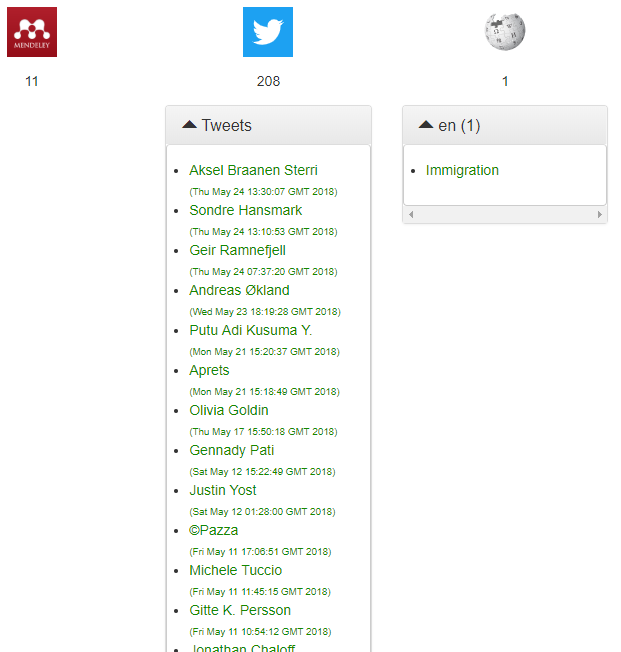 MENDELEY
11
208
1
Tweets
en (1)
Aksel Braanen Sterri
(Thu May 24 13:30:07 GMT 2018)
Sondre Hansmark
(Thu May 24 13:10:53 GMT 2018)
Geir Ramnefjell
(Thu May 24 07:37:20 GMT 2018)
Andreas Økland
(Wed May 23 18:19:28 GMT 2018)
Putu Adi Kusuma Y.
(Mon May 21 15:20:37 GMT 2018)
Aprets
(Mon May 21 15:18:49 GMT 2018)
Olivia Goldin
(Thu May 17 15:50:18 GMT 2018)
Gennady Pati
(Sat May 12 15:22:49 GMT 2018)
Justin Yost
(Sat May 12 01:28:00 GMT 2018)
©Pazza
(Fri May 11 17:06:51 GMT 2018)
Michele Tuccio
(Fri May 11 11:45:15 GMT 2018)
Gitte K. Persson
(Fri May 11 10:54:12 GMT 2018)
Jonathan Chaloff
Immigration